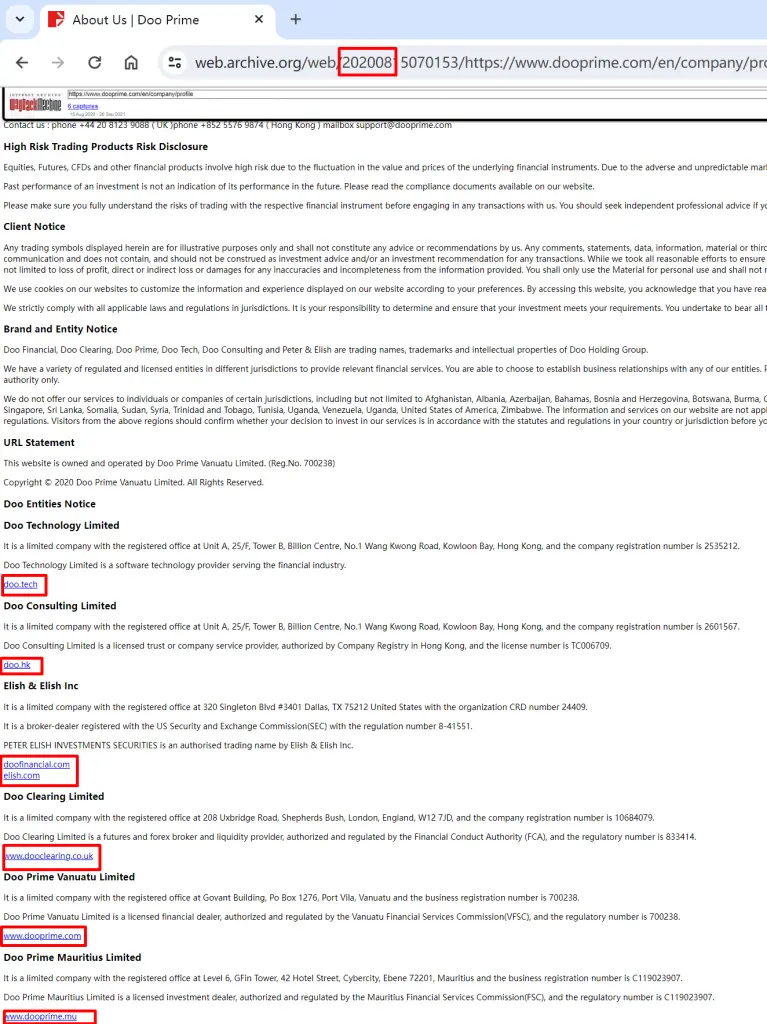 About Us | Doo Prime
web.archive.org/web/20200815070153/https://www.dooprime.com/en/company/pro
INTERNET ARCHIVE
https://www.dooprime.com/en/company/profile
WayBackMachine
6 captures
15 Aug 2020 - 26 Sep 2021
Contact us : phone +44 20 8123 9088 ( UK )phone +852 5576 9874 ( Hong Kong ) mailbox support@dooprime.com
High Risk Trading Products Risk Disclosure
Equities, Futures, CFDs and other financial products involve high risk due to the fluctuation in the value and prices of the underlying financial instruments. Due to the adverse and unpredictable mar
Past performance of an investment is not an indication of its performance in the future. Please read the compliance documents available on our website.
Please make sure you fully understand the risks of trading with the respective financial instrument before engaging in any transactions with us. You should seek independent professional advice if yo
Client Notice
Any trading symbols displayed herein are for illustrative purposes only and shall not constitute any advice or recommendations by us. Any comments, statements, data, information, material or third
communication and does not contain, and should not be construed as investment advice and/or an investment recommendation for any transactions. While we took all reasonable efforts to ensure
not limited to loss of profit, direct or indirect loss or damages for any inaccuracies and incompleteness from the information provided. You shall only use the Material for personal use and shall not r
We use cookies on our websites to customize the information and experience displayed on our website according to your preferences. By accessing this website, you acknowledge that you have rea
We strictly comply with all applicable laws and regulations in jurisdictions. It is your responsibility to determine and ensure that your investment meets your requirements. You undertake to bear all t
Brand and Entity Notice
Doo Financial, Doo Clearing, Doo Prime, Doo Tech, Doo Consulting and Peter & Elish are trading names, trademarks and intellectual properties of Doo Holding Group.
We have a variety of regulated and licensed entities in different jurisdictions to provide relevant financial services. You are able to choose to establish business relationships with any of our entities. P
authority only.
We do not offer our services to individuals or companies of certain jurisdictions, including but not limited to Afghanistan, Albania, Azerbaijan, Bahamas, Bosnia and Herzegovina, Botswana, Burma, C
Singapore, Sri Lanka, Somalia, Sudan, Syria, Trinidad and Tobago, Tunisia, Uganda, Venezuela, Uganda, United States of America, Zimbabwe. The information and services on our website are not appl
regulations. Visitors from the above regions should confirm whether your decision to invest in our services is in accordance with the statutes and regulations in your country or jurisdiction before yo
URL Statement
This website is owned and operated by Doo Prime Vanuatu Limited. (Reg.No. 700238)
Copyright © 2020 Doo Prime Vanuatu Limited. All Rights Reserved.
Doo Entities Notice
Doo Technology Limited
It is a limited company with the registered office at Unit A, 25/F, Tower B, Billion Centre, No.1 Wang Kwong Road, Kowloon Bay, Hong Kong, and the company registration number is 2535212.
Doo Technology Limited is a software technology provider serving the financial industry.
doo.tech
Doo Consulting Limited
It is a limited company with the registered office at Unit A, 25/F, Tower B, Billion Centre, No.1 Wang Kwong Road, Kowloon Bay, Hong Kong, and the company registration number is 2601567.
Doo Consulting Limited is a licensed trust or company service provider, authorized by Company Registry in Hong Kong, and the license number is TC006709.
doo.hk
Elish & Elish Inc
It is a limited company with the registered office at 320 Singleton Blvd #3401 Dallas, TX 75212 United States with the organization CRD number 24409.
It is a broker-dealer registered with the US Security and Exchange Commission(SEC) with the regulation number 8-41551.
PETER ELISH INVESTMENTS SECURITIES is an authorised trading name by Elish & Elish Inc.
doofinancial.com
elish.com
Doo Clearing Limited
It is a limited company with the registered office at 208 Uxbridge Road, Shepherds Bush, London, England, W12 7JD, and the company registration number is 10684079.
Doo Clearing Limited is a futures and forex broker and liquidity provider, authorized and regulated by the Financial Conduct Authority (FCA), and the regulatory number is 833414.
www.dooclearing.co.uk
Doo Prime Vanuatu Limited
It is a limited company with the registered office at Govant Building, Po Box 1276, Port Vila, Vanuatu and the business registration number is 700238.
Doo Prime Vanuatu Limited is a licensed financial dealer, authorized and regulated by the Vanuatu Financial Services Commission(VFSC), and the regulatory number is 700238.
www.dooprime.com
Doo Prime Mauritius Limited
It is a limited company with the registered office at Level 6, GFin Tower, 42 Hotel Street, Cybercity, Ebene 72201, Mauritius and the business registration number is C119023907.
Doo Prime Mauritius Limited is a licensed investment dealer, authorized and regulated by the Mauritius Financial Services Commission(FSC), and the regulatory number is C119023907.
www.dooprime.mu